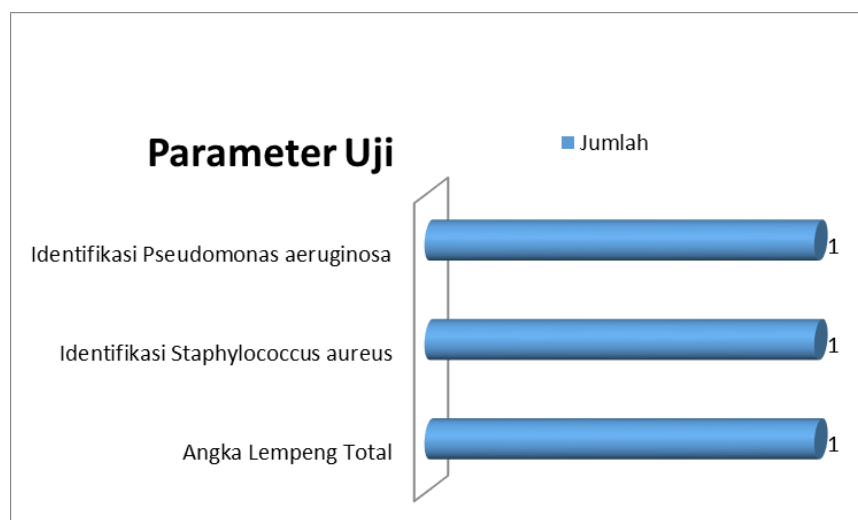 Parameter Uji
Jumlah
Identifikasi Pseudomonas aeruginosa
1
Identifikasi Staphylococcus aureus
1
Angka Lempeng Total
1